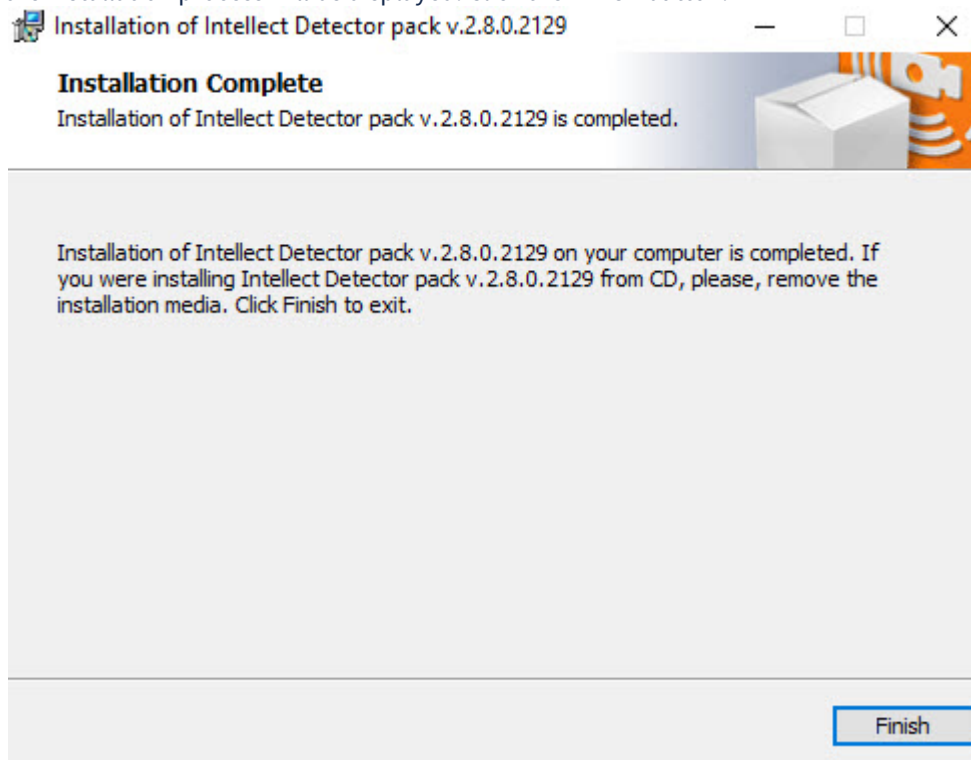 Installation of Intellect Detector pack v.2.8.0.2129
Installation Complete
Installation of Intellect Detector pack v.2.8.0.2129 is completed.
Installation of Intellect Detector pack v.2.8.0.2129 on your computer is completed. If
you were installing Intellect Detector pack v.2.8.0.2129 from CD, please, remove the
installation media. Click Finish to exit.
Finish